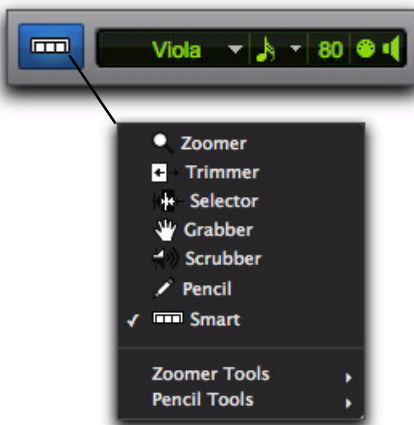 Viola 80
Zoomer
Trimmer
Selector
Grabber
Scrubber
Pencil
Smart
Zoomer Tools
Pencil Tools